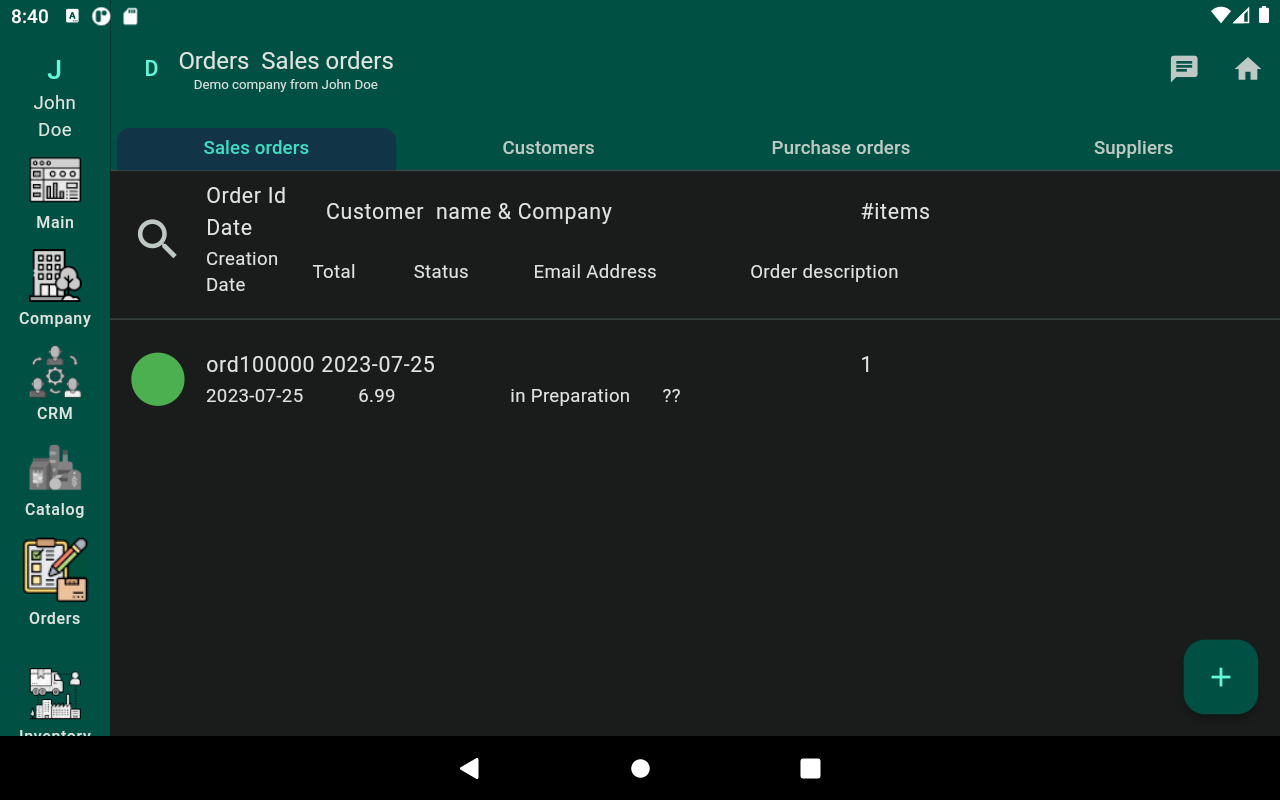 8:40
J
John
Doe
Main
Company
CRM
Catalog
Orders
Inventory
D
Orders  Sales orders
Demo company from John Doe
Sales orders
Customers
Purchase orders
Suppliers
Order Id
Date
Customer  name & Company
#items
Creation
Date
Total
Status
Email Address
Order description
ord100000 2023-07-25
1
2023-07-25
6.99
in Preparation
??
+